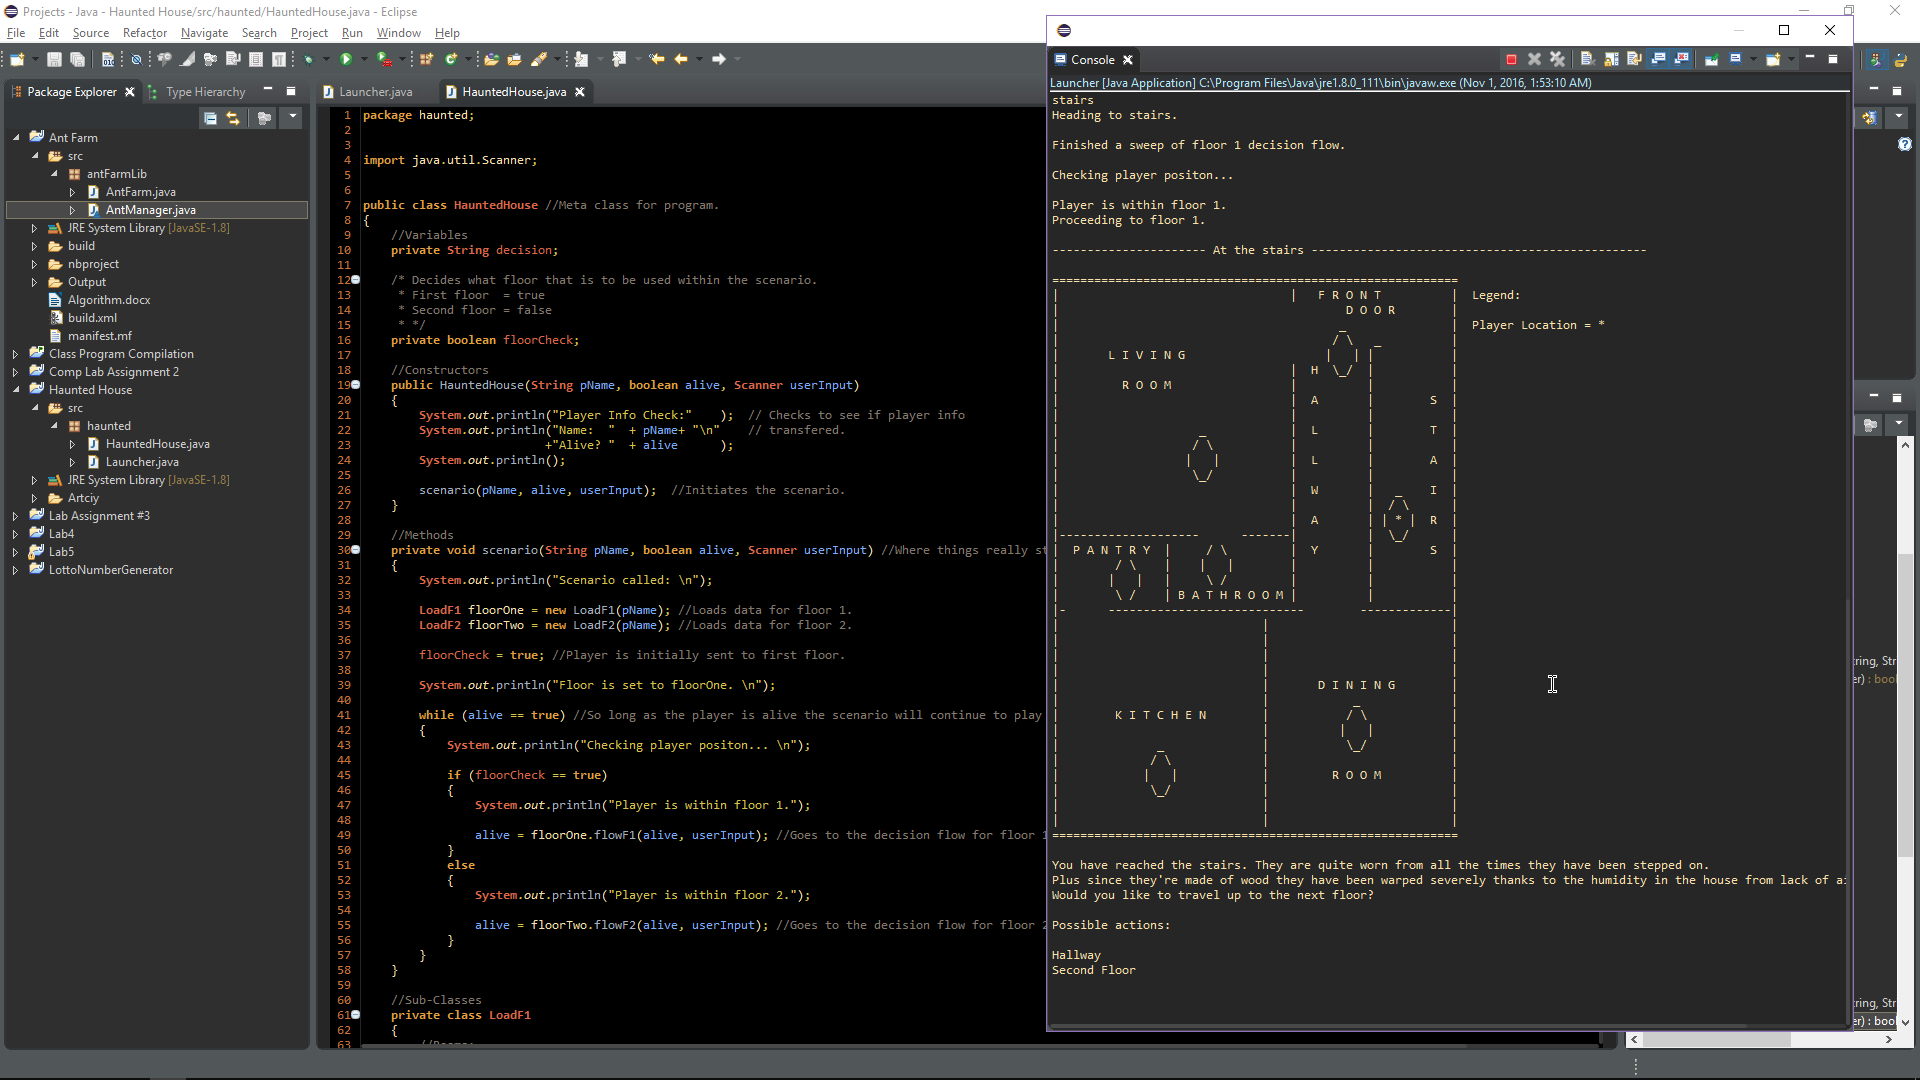 Projects - Java - Haunted House/src/haunted/HauntedHouse.java - Eclipse
File Edit Source Refactor Navigate Search Project Run Window Help
Package Explorer
Type Hierarchy
Ant Farm
src
antFarmLib
AntFarm.java
AntManager.java
JRE System Library [JavaSE-1.8]
build
nbproject
Output
Algorithm.docx
build.xml
manifest.mf
Class Program Compilation
Comp Lab Assignment 2
Haunted House
src
haunted
HauntedHouse.java
Launcher.java
JRE System Library [JavaSE-1.8]
Artciy
Lab Assignment #3
Lab4
Lab5
LottoNumberGenerator
Launcher.java
HauntedHouse.java
1 package haunted;
2
3
4 import java.util.Scanner;
5
6
7 public class HauntedHouse //Meta class for program.
8 {
9 //Variables
10 private String decision;
11
12 /* Decides what floor that is to be used within the scenario.
13 * First floor  = true
14 * Second floor = false
15 * */
16 private boolean floorCheck;
17
18 //Constructors
19 public HauntedHouse(String pName, boolean alive, Scanner userInput)
20 {
21 System.out.println("Player Info Check:"    );  // Checks to see if player info
22 System.out.println("Name:  "  + pName+ "\n"    // transfered.
23 +"Alive? "  + alive      );
24 System.out.println();
25
26 scenario(pName, alive, userInput);  //Initiates the scenario.
27 }
28
29 //Methods
30 private void scenario(String pName, boolean alive, Scanner userInput) //Where things really st
31 {
32 System.out.println("Scenario called: \n");
33
34 LoadF1 floorOne = new LoadF1(pName); //Loads data for floor 1.
35 LoadF2 floorTwo = new LoadF2(pName); //Loads data for floor 2.
36
37 floorCheck = true; //Player is initially sent to first floor.
38
39 System.out.println("Floor is set to floorOne. \n");
40
41 while (alive == true) //So long as the player is alive the scenario will continue to play
42 {
43 System.out.println("Checking player positon... \n");
44
45 if (floorCheck == true)
46 {
47 System.out.println("Player is within floor 1.");
48
49 alive = floorOne.flowF1(alive, userInput); //Goes to the decision flow for floor 1
50 }
51 else
52 {
53 System.out.println("Player is within floor 2.");
54
55 alive = floorTwo.flowF2(alive, userInput); //Goes to the decision flow for floor 2
56 }
57 }
58 }
59
60 //Sub-Classes
61 private class LoadF1
62 {
63
Console
Launcher [Java Application] C:\Program Files\Java\jre1.8.0_111\bin\javaw.exe (Nov 1, 2016, 1:53:10 AM)
stairs
Heading to stairs.
Finished a sweep of floor 1 decision flow.
Checking player positon...
Player is within floor 1.
Proceeding to floor 1.
---------------------- At the stairs ------------------------------------------------
F R O N T
D O O R
Legend:
Player Location = *
L I V I N G
R O O M
H A L L W A Y
S T A I R S
*
P A N T R Y
B A T H R O O M
D I N I N G
R O O M
K I T C H E N
You have reached the stairs. They are quite worn from all the times they have been stepped on.
Plus since they're made of wood they have been warped severely thanks to the humidity in the house from lack of ai
Would you like to travel up to the next floor?
Possible actions:
Hallway
Second Floor
ring, Str
er) : bool
ring, Str
er) : bool